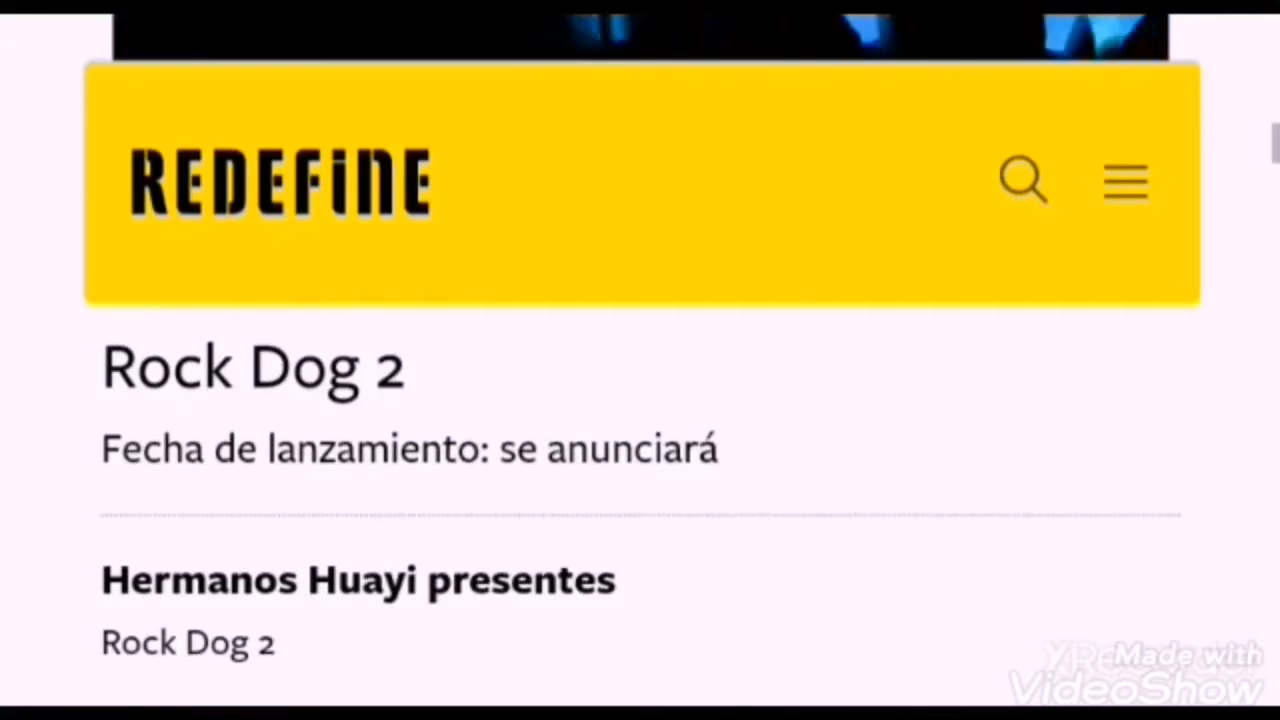 REDEFINE
Rock Dog 2
Fecha de lanzamiento: se anunciará
Hermanos Huayi presentes
Rock Dog 2
Made with
VideoShow